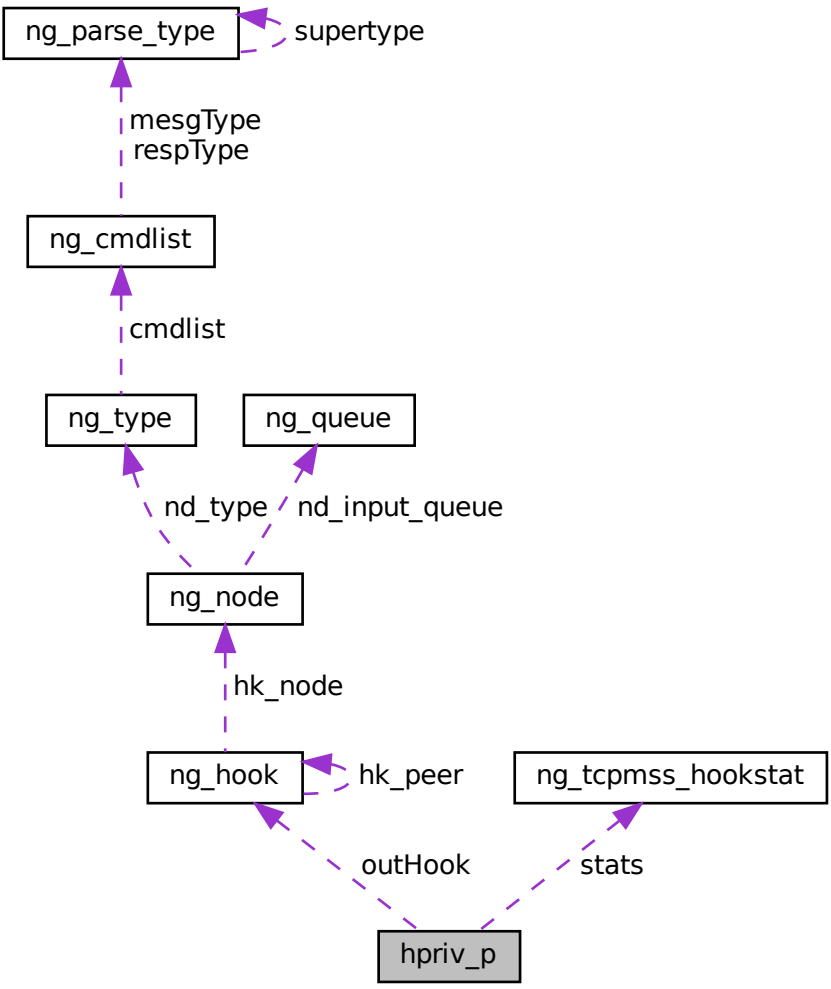 ng_parse_type
supertype
mesgType
respType
ng_cmdlist
cmdlist
ng_type
ng_queue
nd_type
nd_input_queue
ng_node
hk_node
ng_hook
hk_peer
ng_tcpmss_hookstat
outHook
stats
hpriv_p